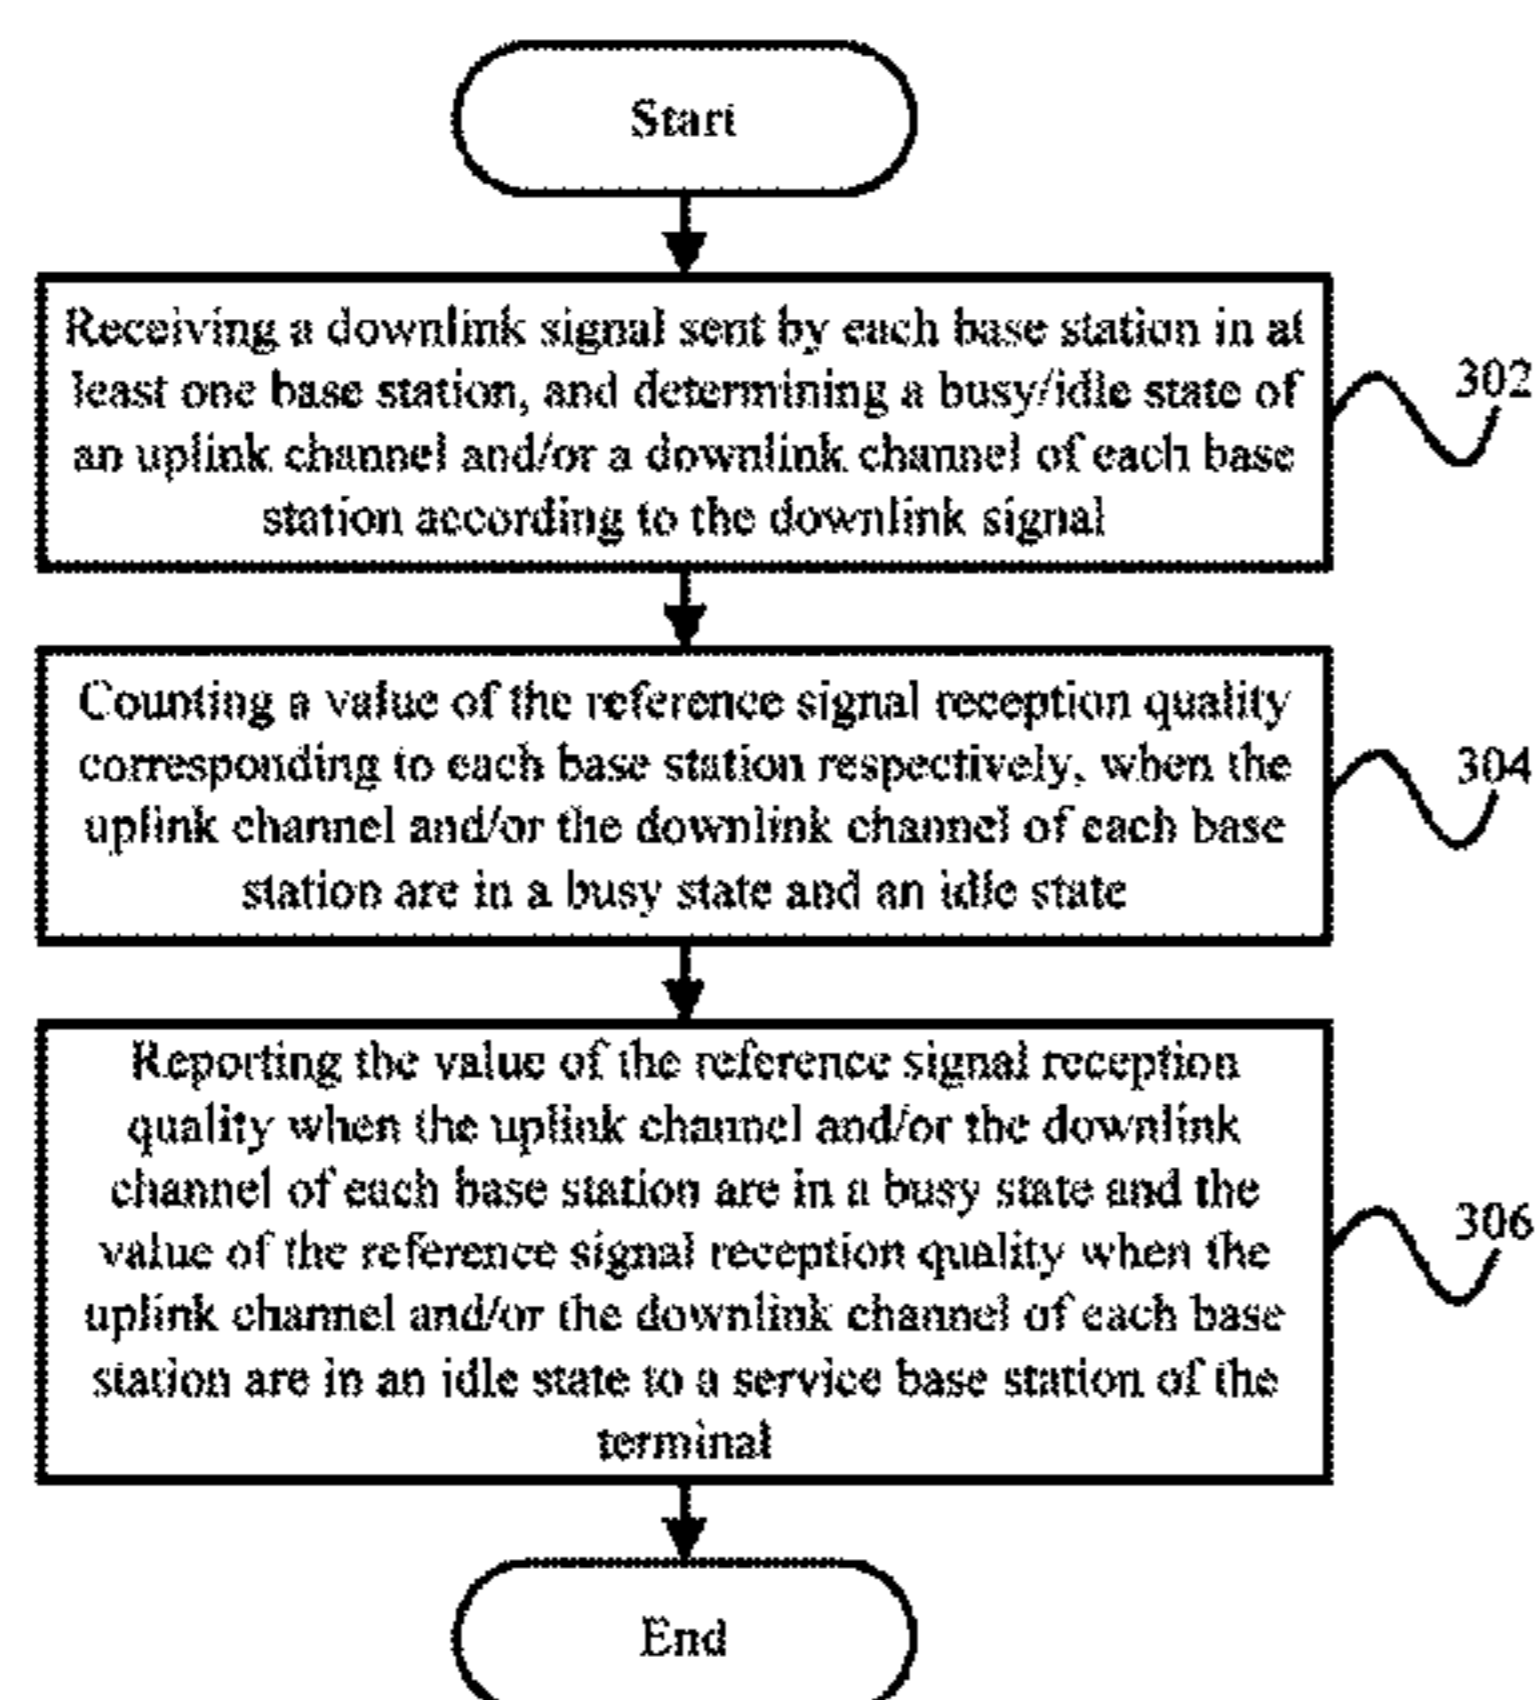 Start
Receiving a downlink signal sent by each base station in at
least one base station, and determining a busy/idle state of
an uplink channel and/or a downlink channel of each base
station according to the downlink signal
302
Counting a value of the reference signal reception quality
corresponding to each base station respectively, when the
uplink channel and/or the downlink channel of each base
station are in a busy state and an idle state
304
Reporting the value of the reference signal reception
quality when the uplink channel and/or the downlink
channel of each base station are in a busy state and the
value of the reference signal reception quality when the
uplink channel and/or the downlink channel of each base
station are in an idle state to a service base station of the
terminal
306
End